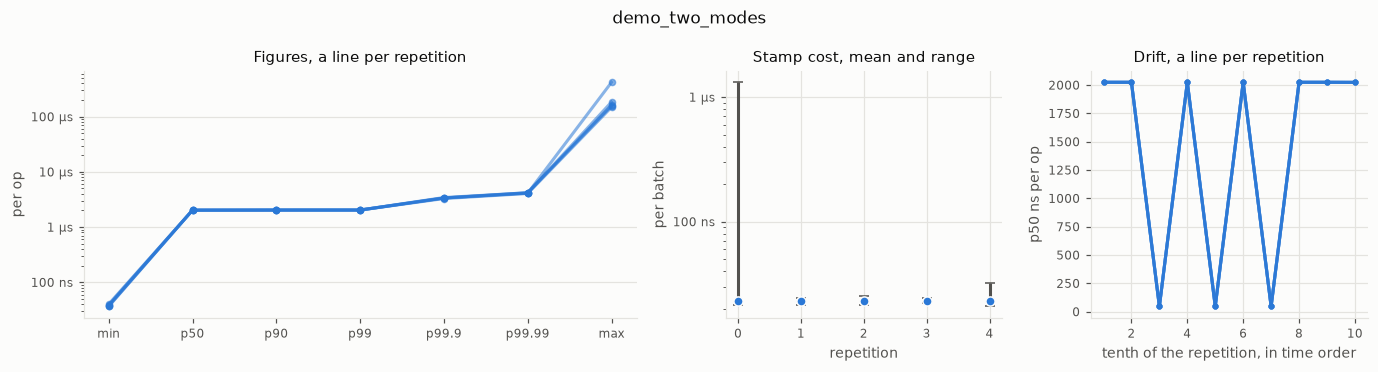 demo_two_modes
Figures, a line per repetition
per op
100 µs
10 µs
1 µs
100 ns
min p50 p90 p99 p99.9 p99.99 max
Stamp cost, mean and range
per batch
1 µs
100 ns
0 1 2 3 4
repetition
Drift, a line per repetition
p50 ns per op
2000
1750
1500
1250
1000
750
500
250
0
2 4 6 8 10
tenth of the repetition, in time order